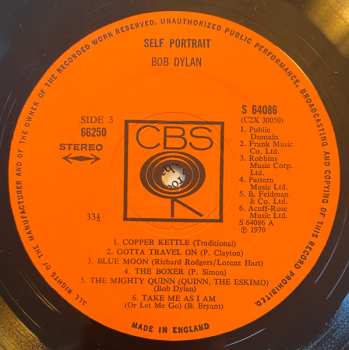 ALL RIGHTS OF THE MANUFACTURER AND OF THE OWNER OF THE RECORDED WORK RESERVED. UNAUTHORIZED PUBLIC PERFORMANCE, BROADCASTING AND COPYING OF THIS RECORD PROHIBITED.
SELF PORTRAIT
BOB DYLAN
SIDE 3
66250
STEREO
CBS
S 64086
(C2X 30050)
1. Public
Domain
2. Frank Music
Co. Ltd.
3. Robbins
Music Corp.
Ltd.
4. Pattern
Music Ltd.
5. B. Feldman
& Co. Ltd.
6. Acuff-Rose
Music Ltd.
S 64086 A
℗ 1970
33⅓
1. COPPER KETTLE (Traditional)
2. GOTTA TRAVEL ON (P. Clayton)
3. BLUE MOON (Richard Rodgers/Lorenz Hart)
4. THE BOXER (P. Simon)
5. THE MIGHTY QUINN (QUINN, THE ESKIMO)
(Bob Dylan)
6. TAKE ME AS I AM
(Or Let Me Go) (B. Bryant)
MADE IN ENGLAND